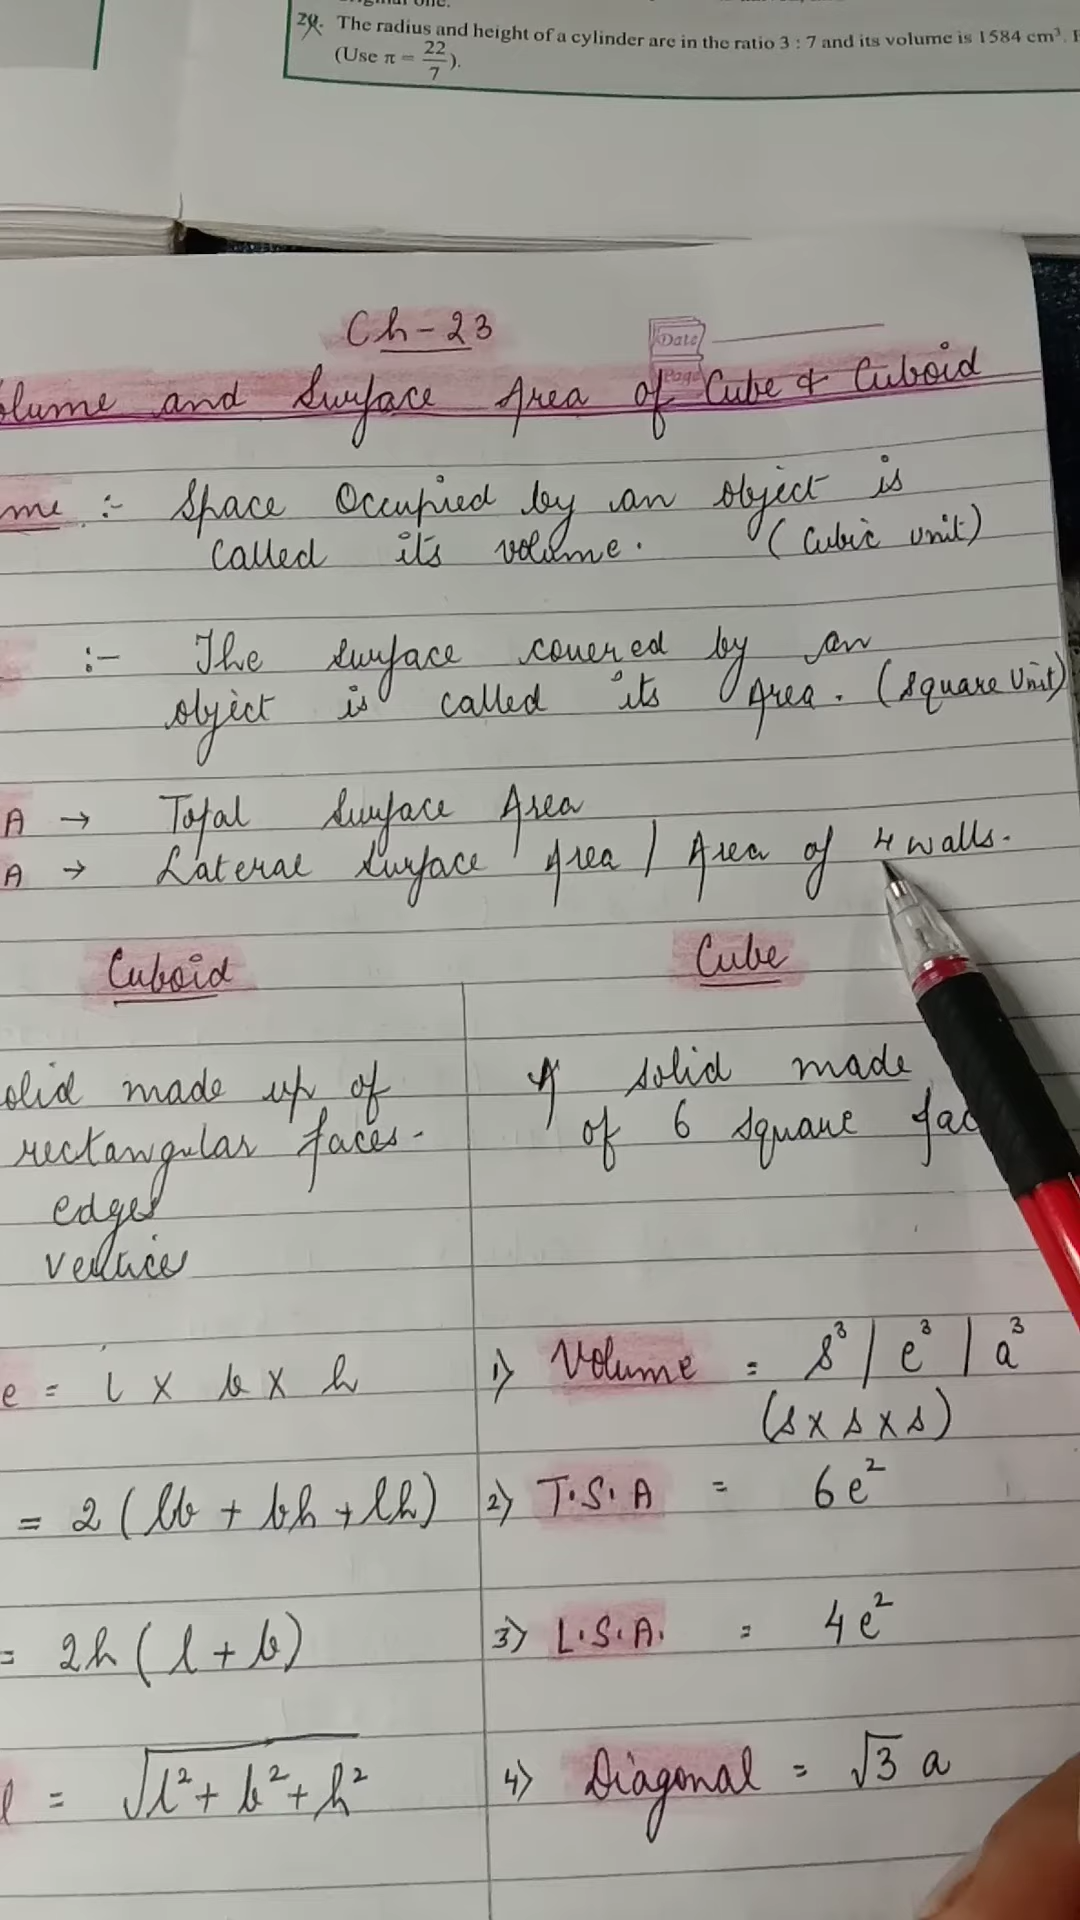 29. The radius and height of a cylinder are in the ratio 3 : 7 and its volume is 1584 cm³.
(Use π = 22/7).
Ch-23
Date
Page
olume and Surface Area of Cube & Cuboid
me :- Space Occupied by an object is
called its volume. (Cubic unit)
:- The surface covered by an
object is called its Area. (square Unit)
A → Total Surface Area
A → Lateral Surface Area / Area of 4 walls.
Cuboid
Cube
olid made up of
rectangular faces.
edges
vertices
A solid made
of 6 square fac
e = l × b × h
1) Volume = s³ / e³ / a³
(s × s × s)
= 2 (lb + bh + lh)
2) T.S.A = 6e²
= 2h (l + b)
3) L.S.A. = 4e²
l = √l² + b² + h²
4) Diagonal = √3 a